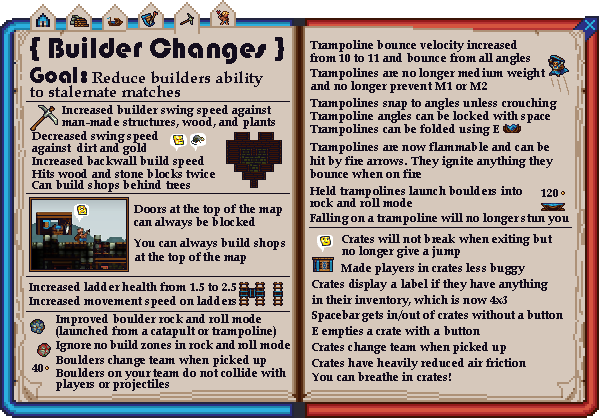 { Builder Changes }
Goal: Reduce builders ability
to stalemate matches
Increased builder swing speed against
man-made structures, wood, and plants
Decreased swing speed
against dirt and gold
Increased backwall build speed
Hits wood and stone blocks twice
Can build shops behind trees
Doors at the top of the map
can always be blocked
You can always build shops
at the top of the map
Increased ladder health from 1.5 to 2.5
Increased movement speed on ladders
Improved boulder rock and roll mode
(launched from a catapult or trampoline)
Ignore no build zones in rock and roll mode
Boulders change team when picked up
40°
Boulders on your team do not collide with
players or projectiles
Trampoline bounce velocity increased
from 10 to 11 and bounce from all angles
Trampolines are no longer medium weight
and no longer prevent M1 or M2
Trampolines snap to angles unless crouching
Trampoline angles can be locked with space
Trampolines can be folded using E
Trampolines are now flammable and can be
hit by fire arrows. They ignite anything they
bounce when on fire
Held trampolines launch boulders into
rock and roll mode
120°
Falling on a trampoline will no longer stun you
Crates will not break when exiting but
no longer give a jump
Made players in crates less buggy
Crates display a label if they have anything
in their inventory, which is now 4x3
Spacebar gets in/out of crates without a button
E empties a crate with a button
Crates change team when picked up
Crates have heavily reduced air friction
You can breathe in crates!